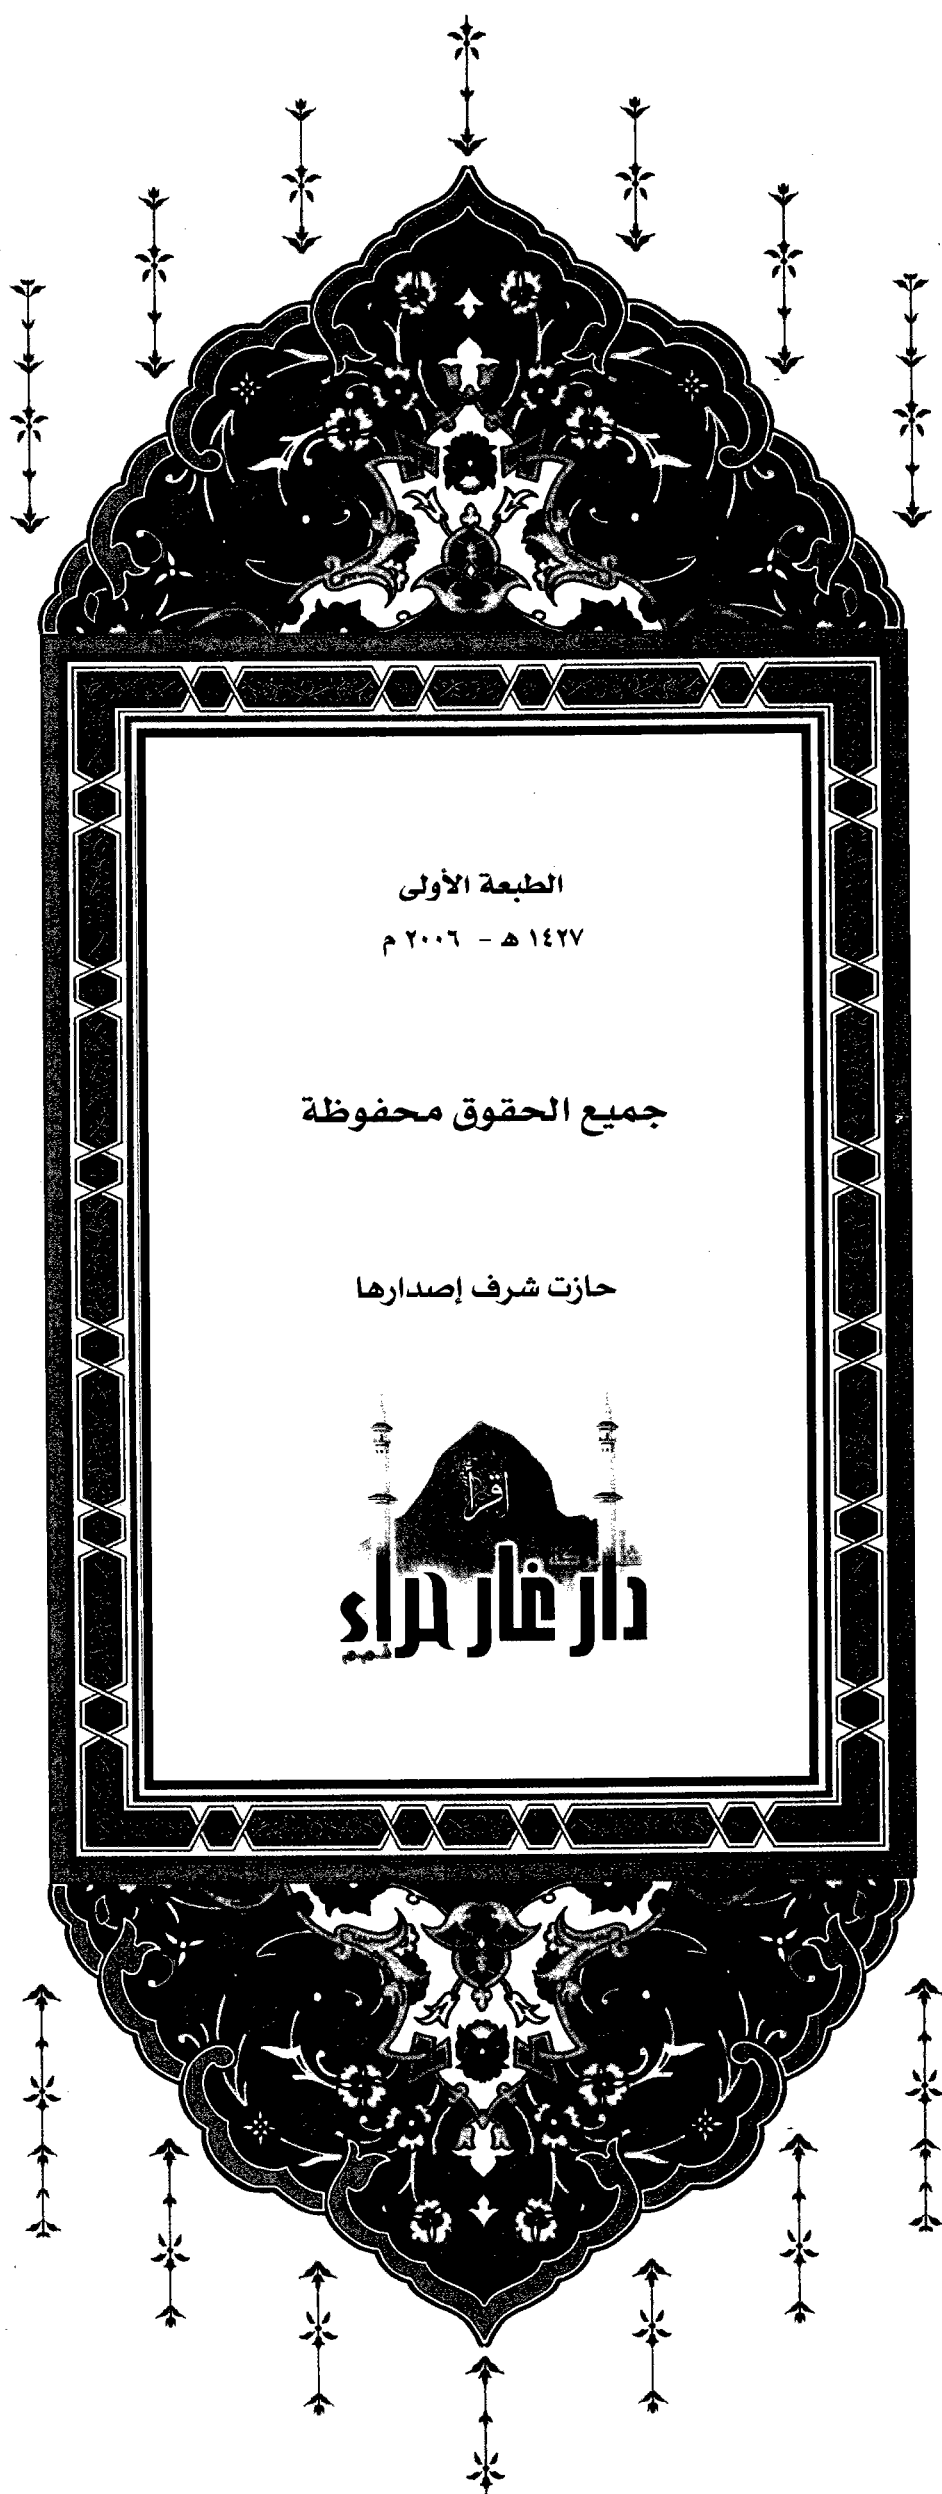 الطبعة الأولى
١٤٢٧ هـ - ٢٠٠٦ م
جميع الحقوق محفوظة
حازت شرف إصدارها
اقرأ
دار غار حراء